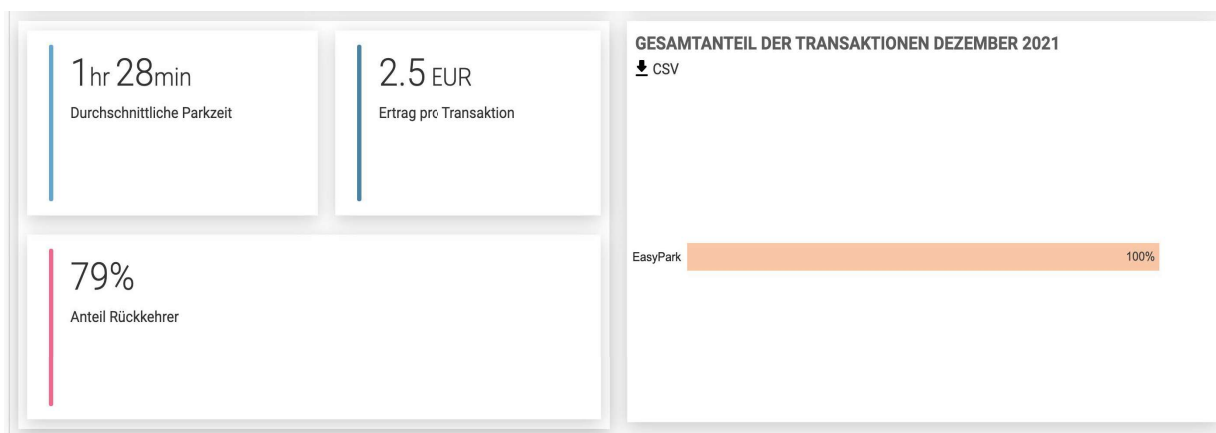 1hr 28min
Durchschnittliche Parkzeit
2.5 EUR
Ertrag pro Transaktion
79%
Anteil Rückkehrer
GESAMTANTEIL DER TRANSAKTIONEN DEZEMBER 2021
CSV
EasyPark 100%